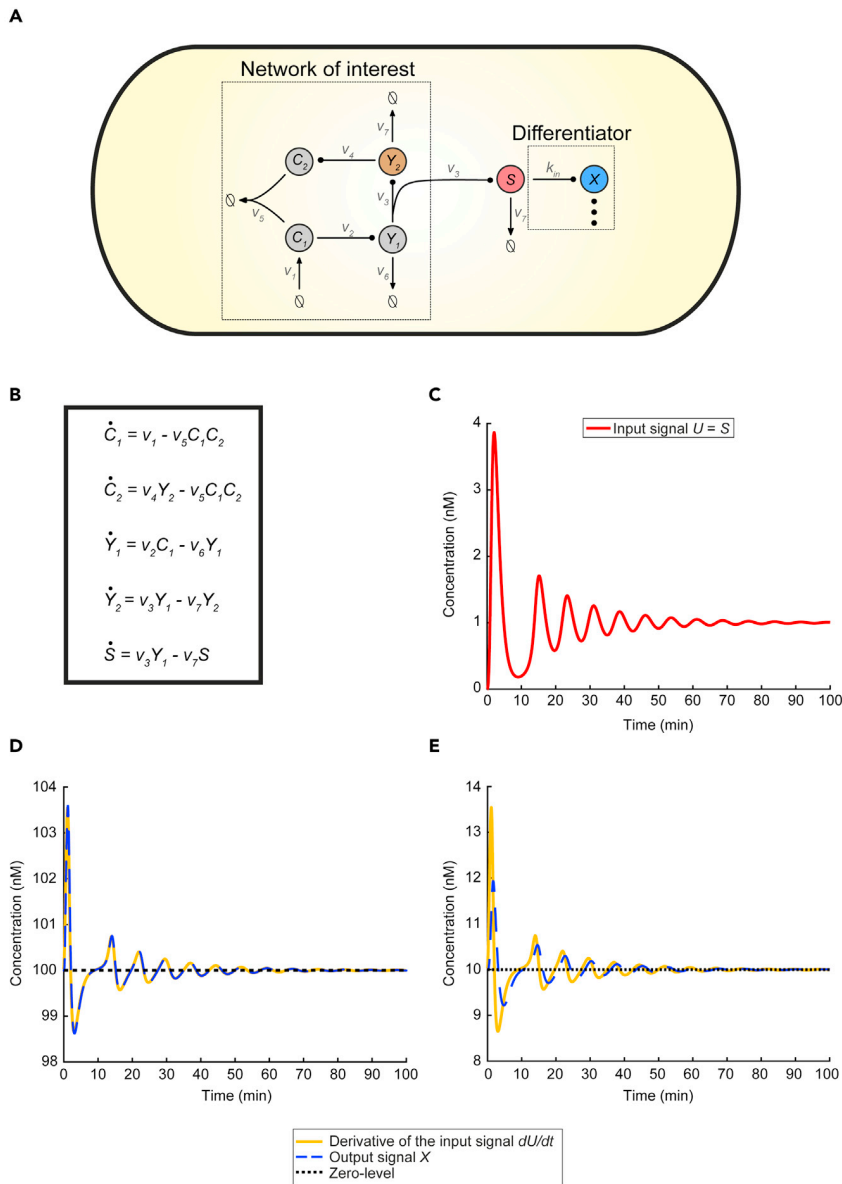 A
Network of interest
∅
v7
Differentiator
C2
v4
Y2
v3
S
kin
X
∅
v5
v3
v7
C1
v2
Y1
∅
v1
v6
∅
∅
B
Ċ1 = v1 - v5C1C2
Ċ2 = v4Y2 - v5C1C2
Ẏ1 = v2C1 - v6Y1
Ẏ2 = v3Y1 - v7Y2
Ṡ = v3Y1 - v7S
C
Input signal U = S
Concentration (nM)
4
3
2
1
0
0 10 20 30 40 50 60 70 80 90 100
Time (min)
D
Concentration (nM)
104
103
102
101
100
99
98
0 10 20 30 40 50 60 70 80 90 100
Time (min)
E
Concentration (nM)
14
13
12
11
10
9
8
0 10 20 30 40 50 60 70 80 90 100
Time (min)
Derivative of the input signal dU/dt
Output signal X
Zero-level